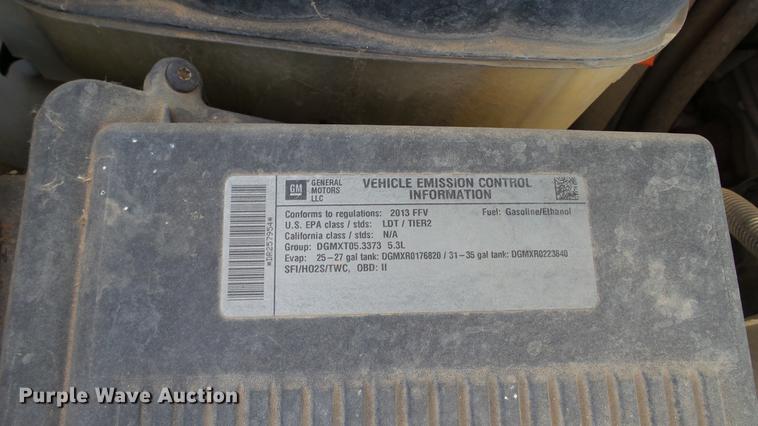 GM
GENERAL MOTORS LLC
VEHICLE EMISSION CONTROL INFORMATION
Conforms to regulations: 2013 FFV Fuel: Gasoline/Ethanol
U.S. EPA class / stds: LDT / TIER2
California class / stds: N/A
Group: DGMXT05.3373 5.3L
Evap: 25-27 gal tank: DGMXR0176820 / 31-35 gal tank: DGMXR0223840
SFI/HO2S/TWC, OBD: II
*DR257954*
Purple Wave Auction